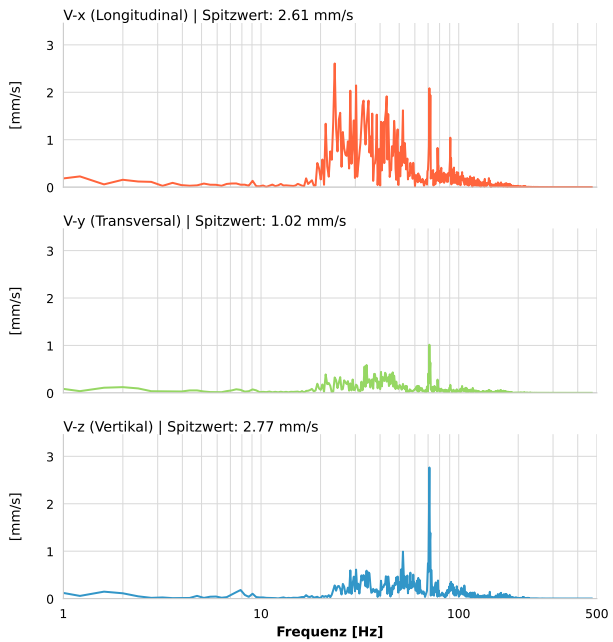 V-x (Longitudinal) | Spitzwert: 2.61 mm/s
[mm/s]
3
2
1
0
V-y (Transversal) | Spitzwert: 1.02 mm/s
[mm/s]
3
2
1
0
V-z (Vertikal) | Spitzwert: 2.77 mm/s
[mm/s]
3
2
1
0
1 10 100 500
Frequenz [Hz]